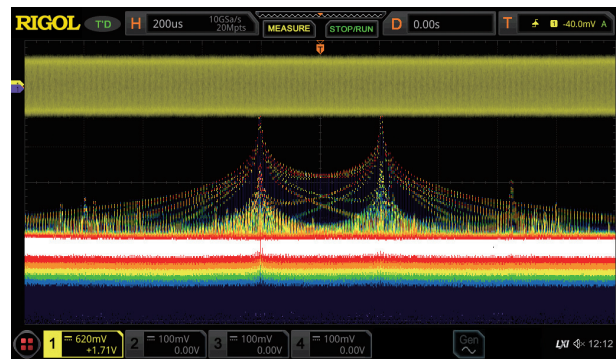 RIGOL T'D H 200us 10GSa/s 20Mpts MEASURE STOP/RUN D 0.00s T 1 -40.0mV A
T
1 620mV +1.71V 2 100mV 0.00V 3 100mV 0.00V 4 100mV 0.00V Gen LXI 12:12